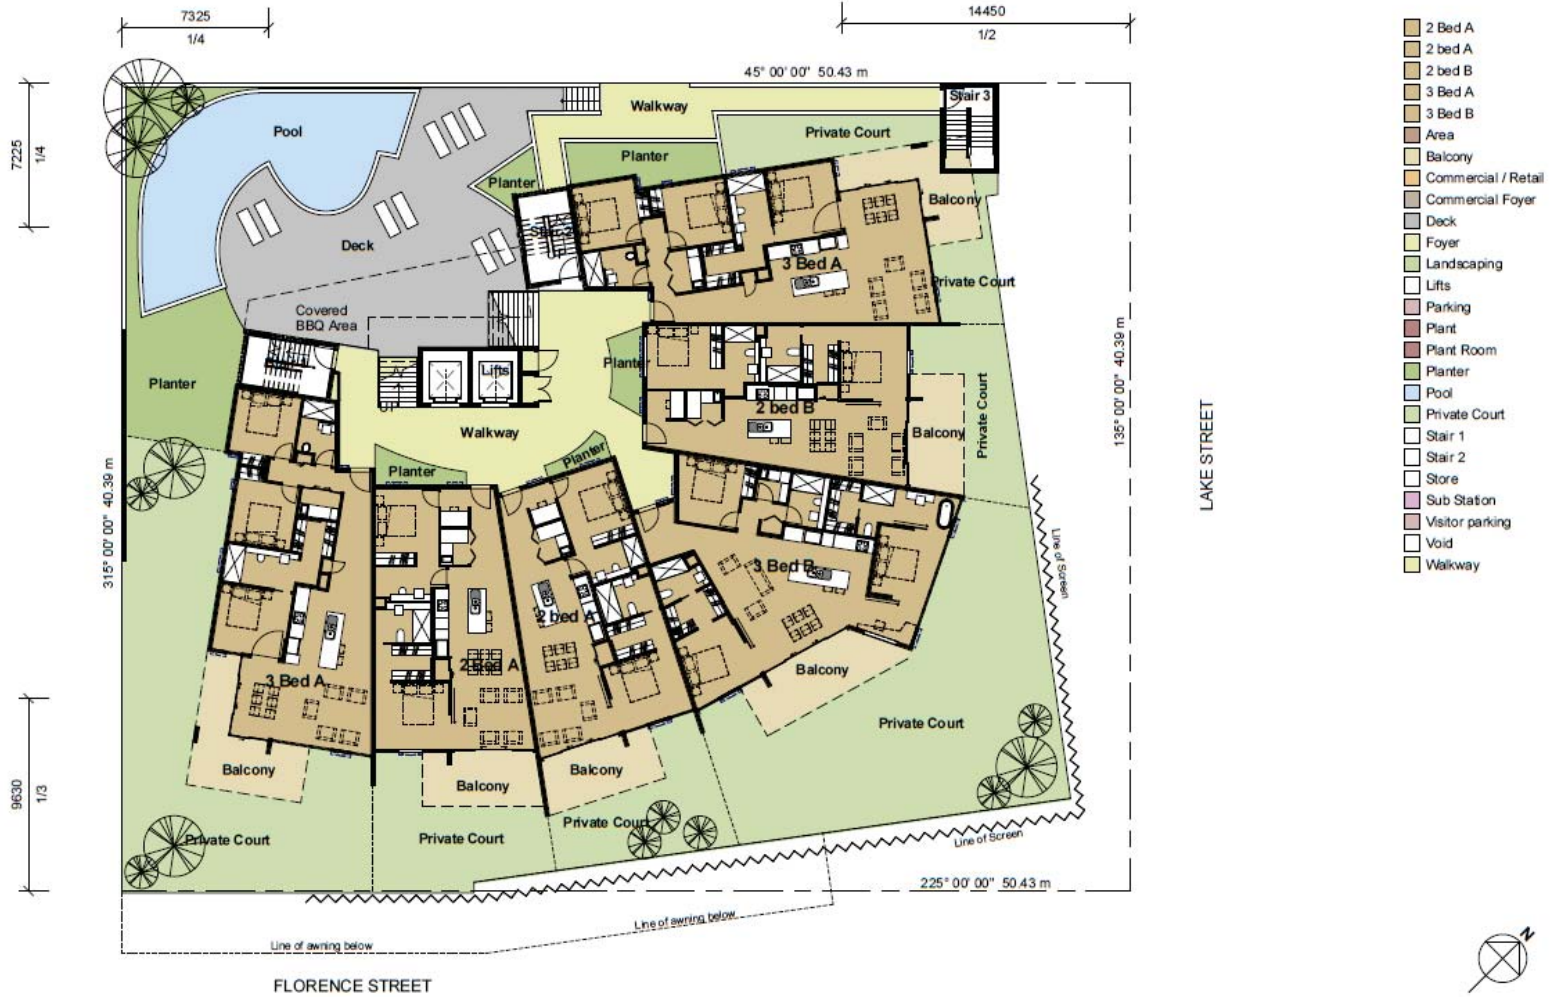 7325
1/4
14450
1/2
45° 00' 00" 50.43 m
7225
1/4
Pool
Walkway
Stair 3
Private Court
Planter
Planter
Balcony
Stair 2
Deck
3 Bed A
Private Court
Covered
BBQ Area
Lifts
Planter
Planter
UP
2 bed B
Private Court
Balcony
Walkway
Planter
Planter
135° 00' 00" 40.39 m
LAKE STREET
315° 00' 00" 40.39 m
Line of Screen
3 Bed B
2 bed A
2 Bed A
3 Bed A
Balcony
Private Court
Balcony
Balcony
Balcony
9630
1/3
Private Court
Private Court
Private Court
Line of Screen
225° 00' 00" 50.43 m
Line of awning below
Line of awning below
FLORENCE STREET
2 Bed A
2 bed A
2 bed B
3 Bed A
3 Bed B
Area
Balcony
Commercial / Retail
Commercial Foyer
Deck
Foyer
Landscaping
Lifts
Parking
Plant
Plant Room
Planter
Pool
Private Court
Stair 1
Stair 2
Store
Sub Station
Visitor parking
Void
Walkway
N